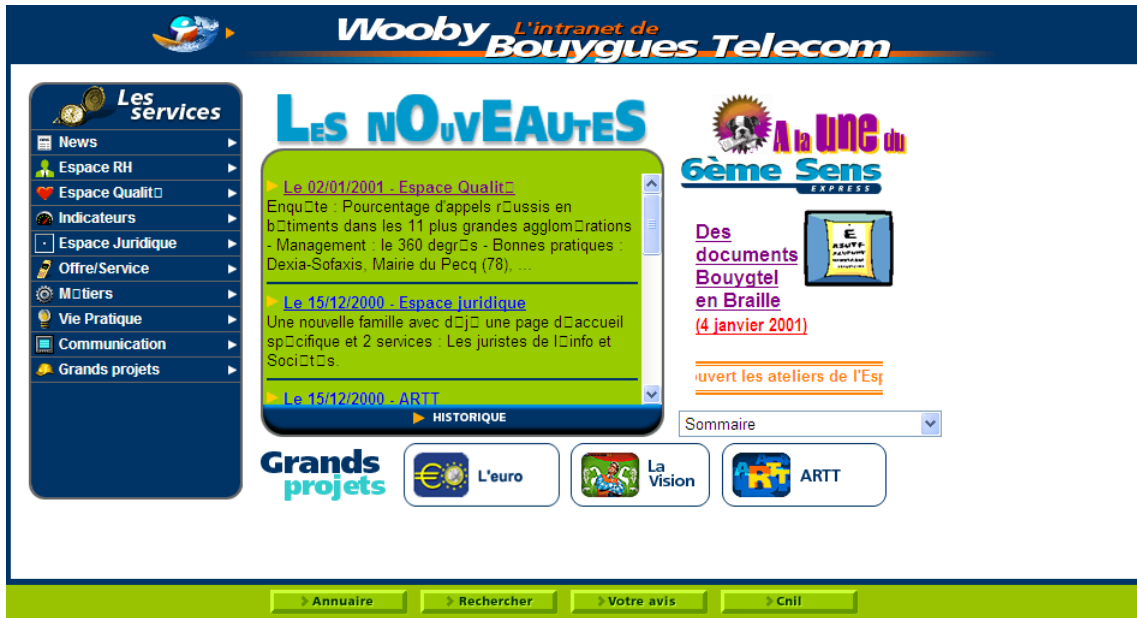 Wooby L'intranet de
Bouygues Telecom
Les
services
News
Espace RH
Espace Qualit□
Indicateurs
Espace Juridique
Offre/Service
M□tiers
Vie Pratique
Communication
Grands projets
LES NOUVEAUTES
Le 02/01/2001 - Espace Qualit□
Enqu□te : Pourcentage d'appels r□ussis en
b□timents dans les 11 plus grandes agglom□rations
- Management : le 360 degr□s - Bonnes pratiques :
Dexia-Sofaxis, Mairie du Pecq (78), ...
Le 15/12/2000 - Espace juridique
Une nouvelle famille avec d□j□ une page d□accueil
sp□cifique et 2 services : Les juristes de l□info et
Soci□t□s.
Le 15/12/2000 - ARTT
HISTORIQUE
A la UNE du
6ème Sens
EXPRESS
Des
documents
Bouygtel
en Braille
(4 janvier 2001)
ouvert les ateliers de l'Esp
Sommaire
Grands
projets
L'euro
La
Vision
ARTT
ARTT
Annuaire
Rechercher
Votre avis
Cnil